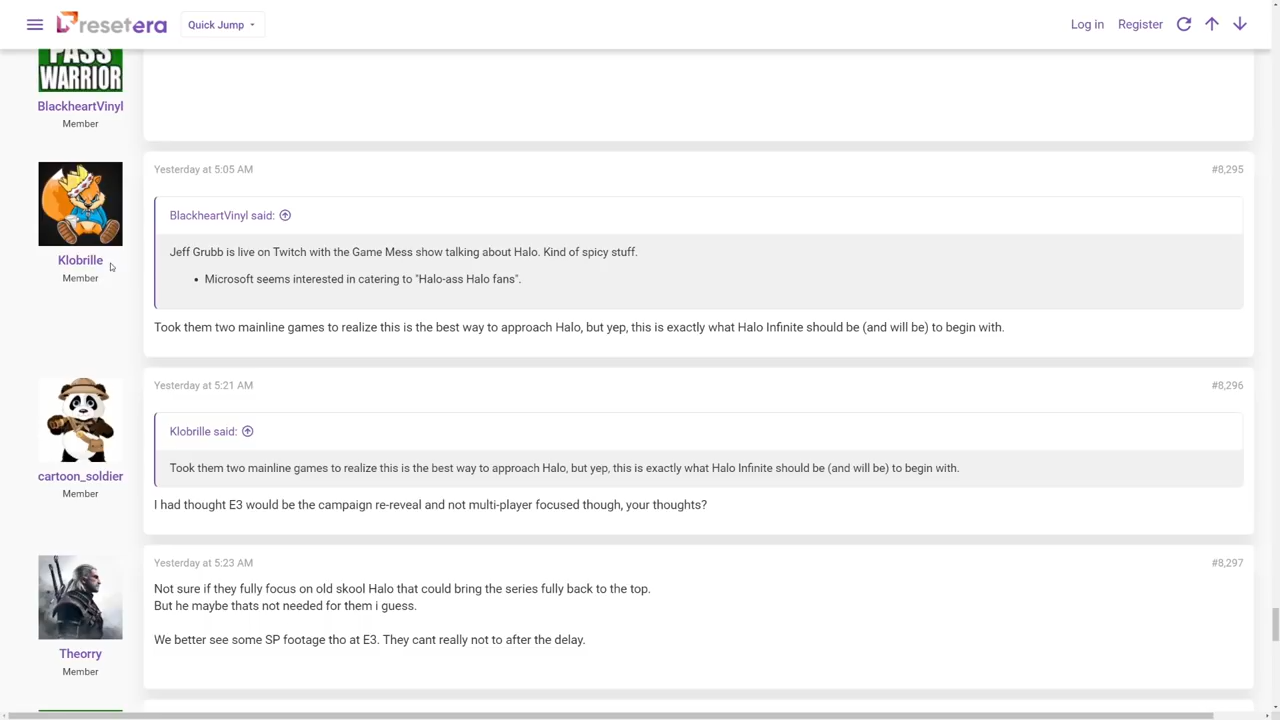 resetera
Quick Jump
Log in
Register
PASS
WARRIOR
BlackheartVinyl
Member
Yesterday at 5:05 AM
#8,295
BlackheartVinyl said:
Jeff Grubb is live on Twitch with the Game Mess show talking about Halo. Kind of spicy stuff.
• Microsoft seems interested in catering to "Halo-ass Halo fans".
Klobrille
Member
Took them two mainline games to realize this is the best way to approach Halo, but yep, this is exactly what Halo Infinite should be (and will be) to begin with.
Yesterday at 5:21 AM
#8,296
Klobrille said:
Took them two mainline games to realize this is the best way to approach Halo, but yep, this is exactly what Halo Infinite should be (and will be) to begin with.
cartoon_soldier
Member
I had thought E3 would be the campaign re-reveal and not multi-player focused though, your thoughts?
Yesterday at 5:23 AM
#8,297
Not sure if they fully focus on old skool Halo that could bring the series fully back to the top.
But he maybe thats not needed for them i guess.
We better see some SP footage tho at E3. They cant really not to after the delay.
Theorry
Member